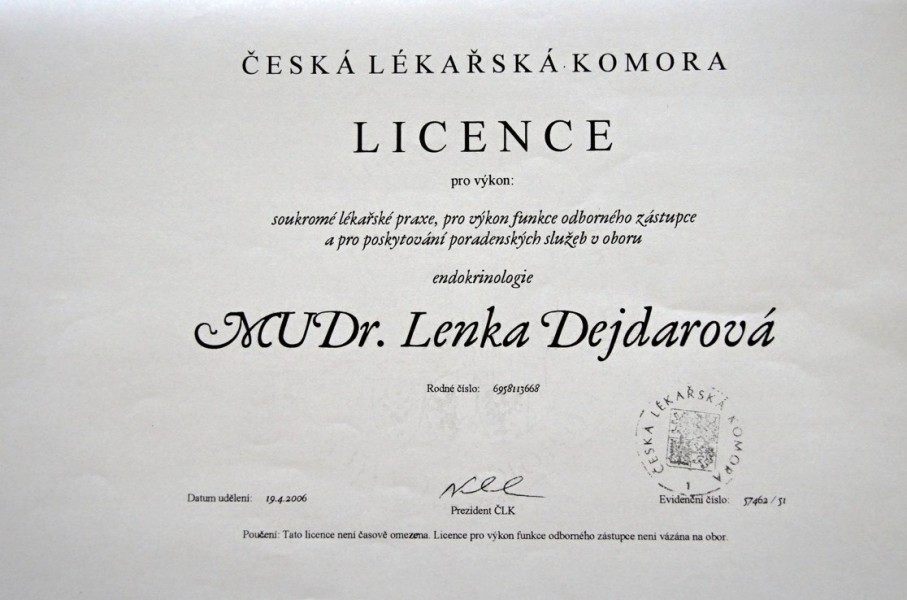 ČESKÁ LÉKAŘSKÁ KOMORA
LICENCE
pro výkon:
soukromé lékařské praxe, pro výkon funkce odborného zástupce
a pro poskytování poradenských služeb v oboru
endokrinologie
MUDr. Lenka Dejdarová
Rodné číslo: 6958113668
ČESKÁ LÉKAŘSKÁ KOMORA
1
Datum udělení: 19.4.2006
Prezident ČLK
Evidenční číslo: 57462 / 51
Poučení: Tato licence není časově omezena. Licence pro výkon funkce odborného zástupce není vázána na obor.